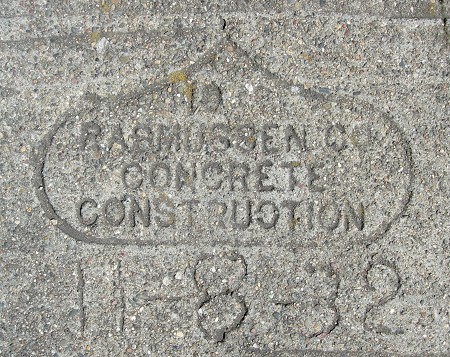 RASMUSSEN CO
CONCRETE
CONSTRUCTION
11-8-32